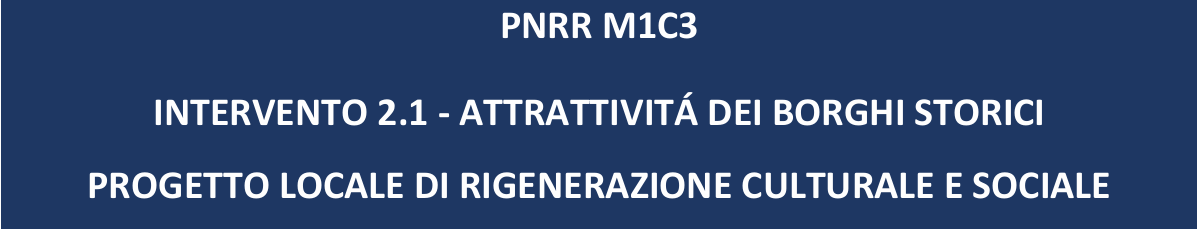 PNRR M1C3
INTERVENTO 2.1 - ATTRATTIVITÁ DEI BORGHI STORICI
PROGETTO LOCALE DI RIGENERAZIONE CULTURALE E SOCIALE